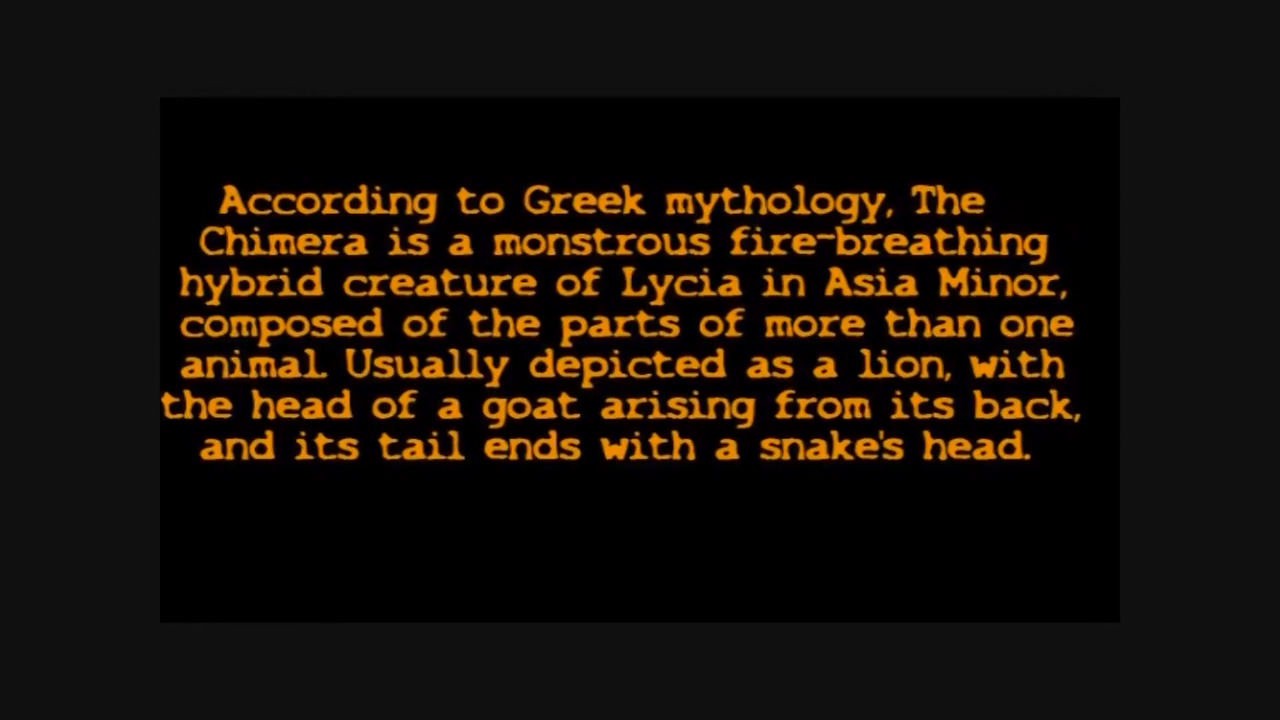 According to Greek mythology, The
Chimera is a monstrous fire-breathing
hybrid creature of Lycia in Asia Minor,
composed of the parts of more than one
animal. Usually depicted as a lion, with
the head of a goat arising from its back,
and its tail ends with a snake's head.